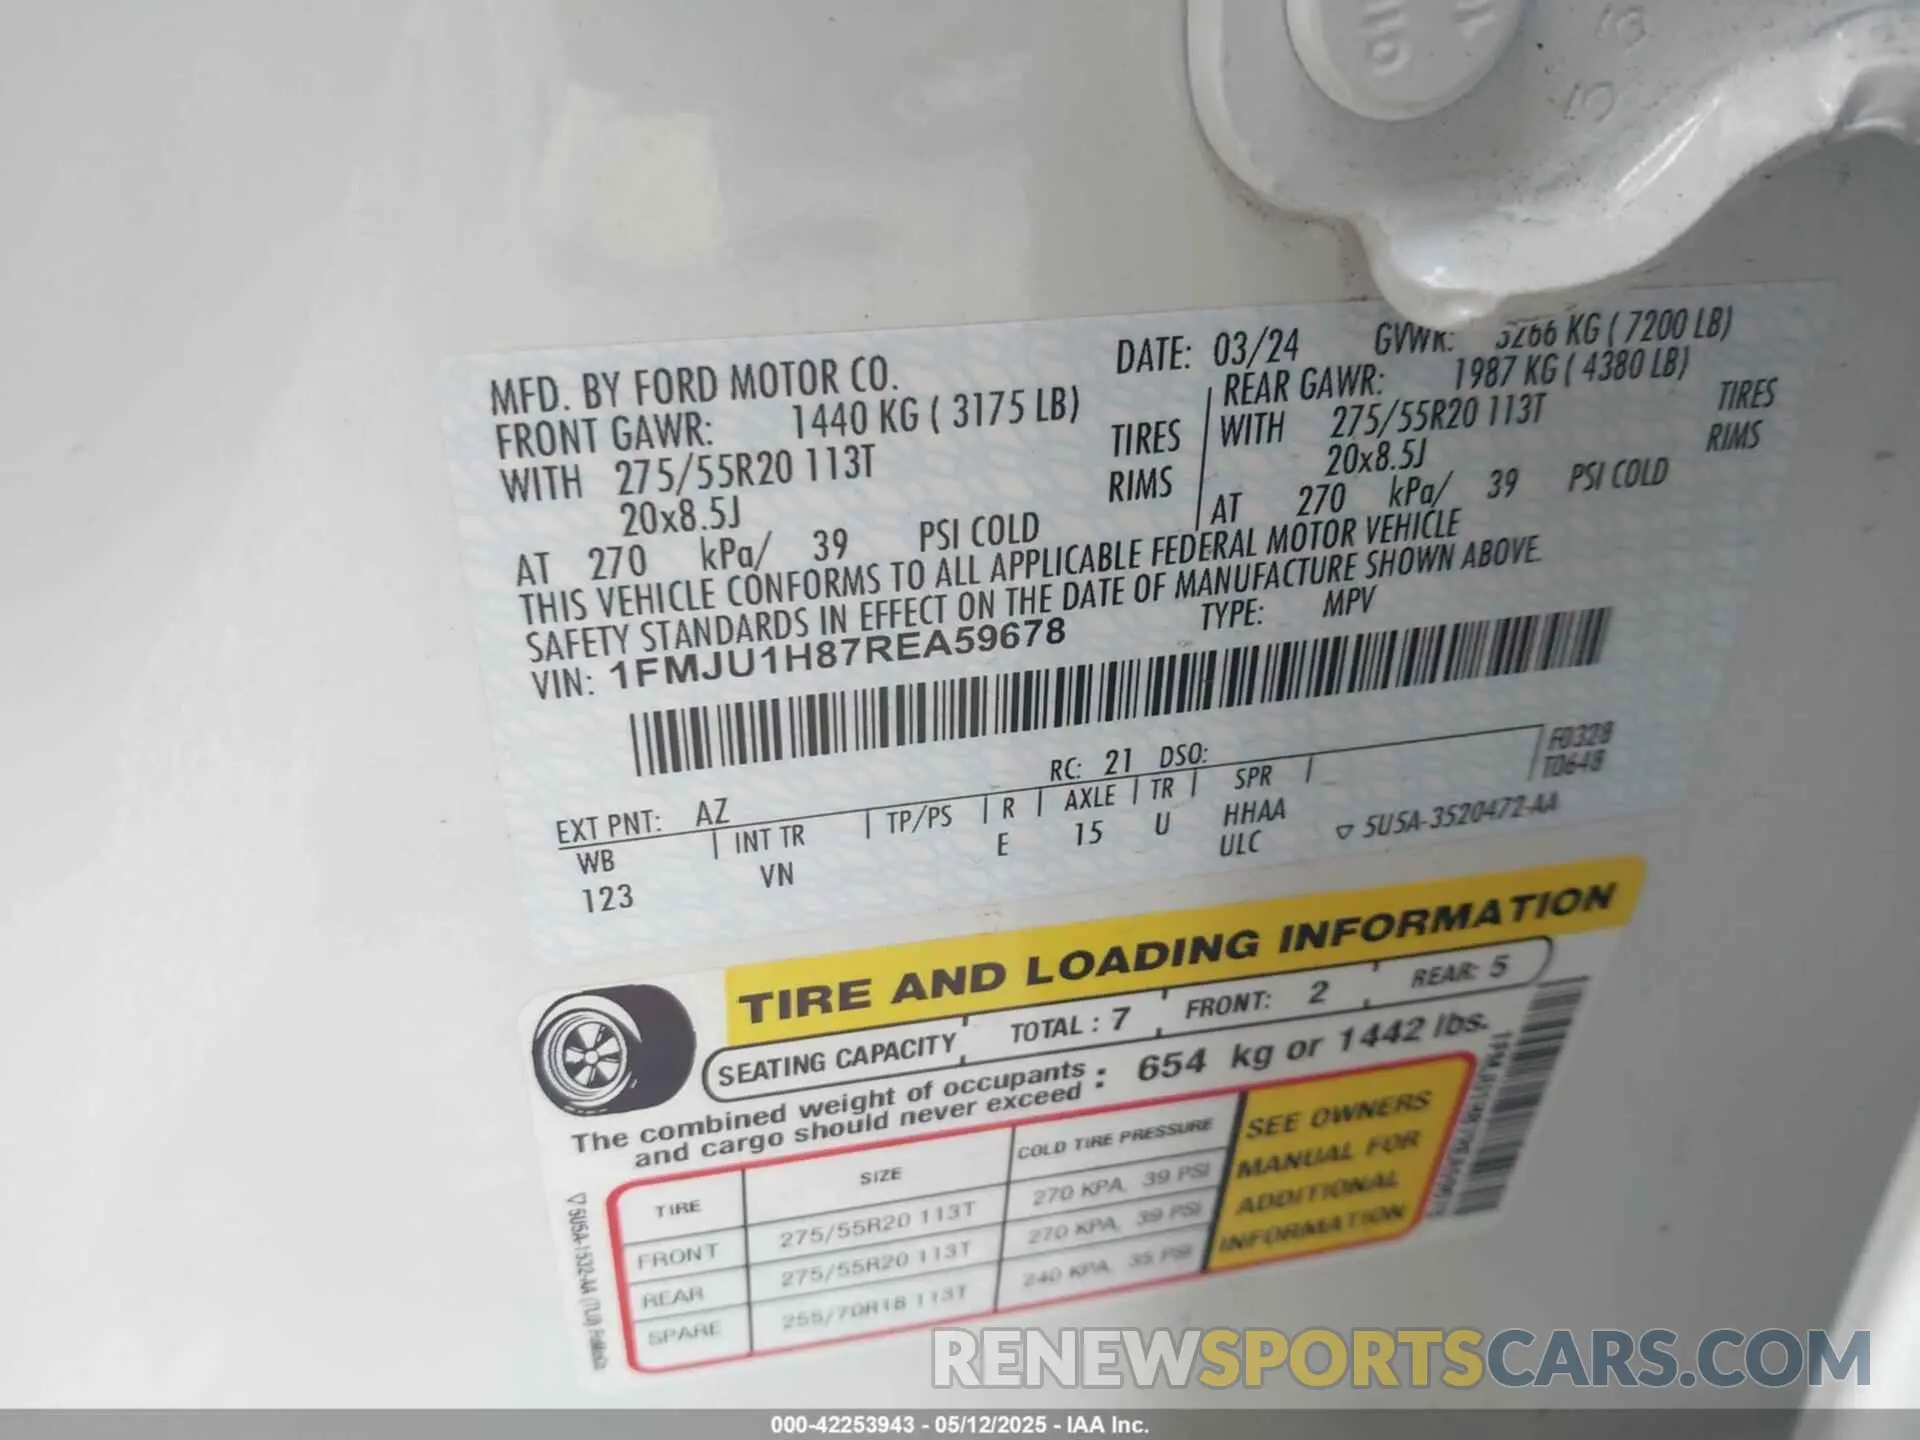 MFD. BY FORD MOTOR CO. DATE: 03/24 GVWR: 3266 KG ( 7200 LB)
FRONT GAWR: 1440 KG ( 3175 LB) REAR GAWR: 1987 KG ( 4380 LB)
WITH 275/55R20 113T TIRES WITH 275/55R20 113T TIRES
20x8.5J RIMS 20x8.5J RIMS
AT 270 kPa/ 39 PSI COLD AT 270 kPa/ 39 PSI COLD
THIS VEHICLE CONFORMS TO ALL APPLICABLE FEDERAL MOTOR VEHICLE
SAFETY STANDARDS IN EFFECT ON THE DATE OF MANUFACTURE SHOWN ABOVE.
VIN: 1FMJU1H87REA59678 TYPE: MPV
F0328
T0648
EXT PNT: AZ RC: 21 DSO:
WB INT TR TP/PS R AXLE TR SPR
123 VN E 15 U HHAA
ULC
5U5A-3520472-AA
TIRE AND LOADING INFORMATION
SEATING CAPACITY TOTAL : 7 FRONT: 2 REAR: 5
The combined weight of occupants
and cargo should never exceed : 654 kg or 1442 lbs.
TIRE SIZE COLD TIRE PRESSURE
FRONT 275/55R20 113T 270 KPA, 39 PSI
REAR 275/55R20 113T 270 KPA, 39 PSI
SPARE 255/70R18 113T 240 KPA, 35 PSI
SEE OWNERS
MANUAL FOR
ADDITIONAL
INFORMATION
5U5A-1532-AA
RENEWSPORTSCARS.COM
000-42253943 - 05/12/2025 - IAA Inc.